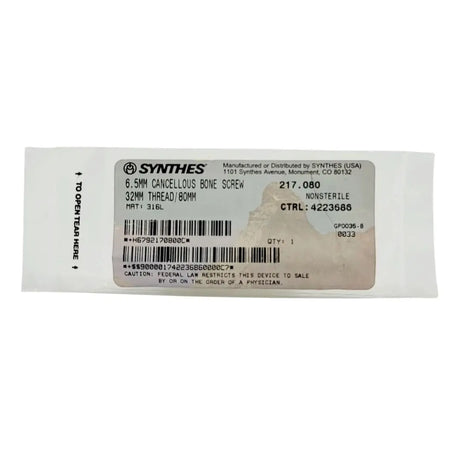 SYNTHES®
Manufactured or Distributed by SYNTHES (USA)
1101 Synthes Avenue, Monument, CO 80132
6.5MM CANCELLOUS BONE SCREW
32MM THREAD/80MM
MAT: 316L
217.080
NONSTERILE
CTRL: 4223686
GP0035-B
0033
*+H6792170800C*
QTY: 1
*+$$900001742236860000C7*
CAUTION: FEDERAL LAW RESTRICTS THIS DEVICE TO SALE
BY OR ON THE ORDER OF A PHYSICIAN.
↑ TO OPEN TEAR HERE ↑